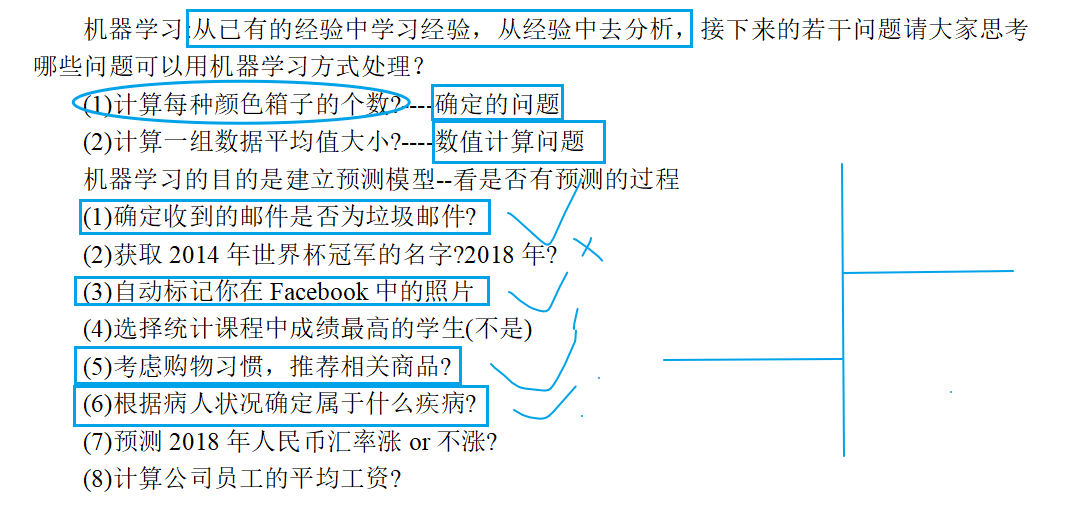 机器学习:从已有的经验中学习经验，从经验中去分析，接下来的若干问题请大家思考
哪些问题可以用机器学习方式处理？
(1)计算每种颜色箱子的个数?----确定的问题
(2)计算一组数据平均值大小?----数值计算问题
机器学习的目的是建立预测模型--看是否有预测的过程
(1)确定收到的邮件是否为垃圾邮件?
(2)获取 2014 年世界杯冠军的名字?2018 年?
(3)自动标记你在 Facebook 中的照片
(4)选择统计课程中成绩最高的学生(不是)
(5)考虑购物习惯，推荐相关商品?
(6)根据病人状况确定属于什么疾病?
(7)预测 2018 年人民币汇率涨 or 不涨?
(8)计算公司员工的平均工资?